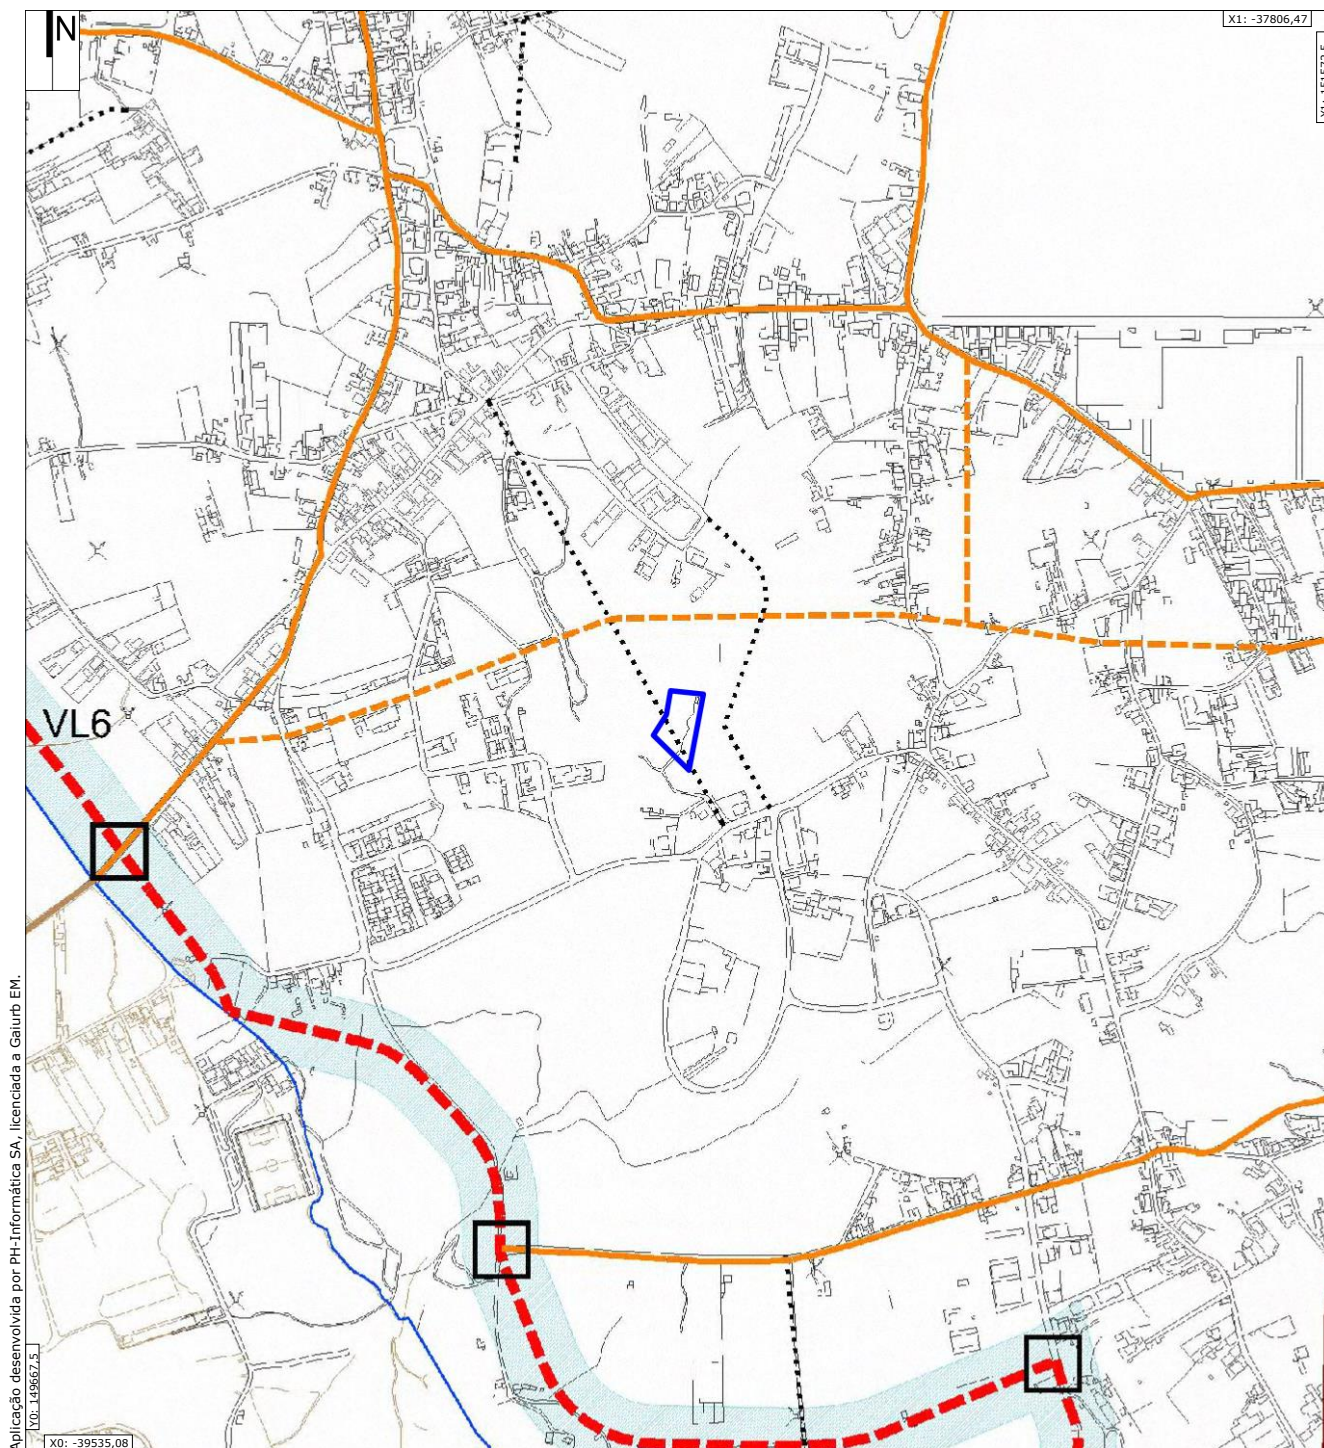 N
X1: -37806,47
VL6
Aplicação desenvolvida por PH-Informática SA, licenciada a Gaiurb EM.
Y0: 149667,5
X0: -39535,08